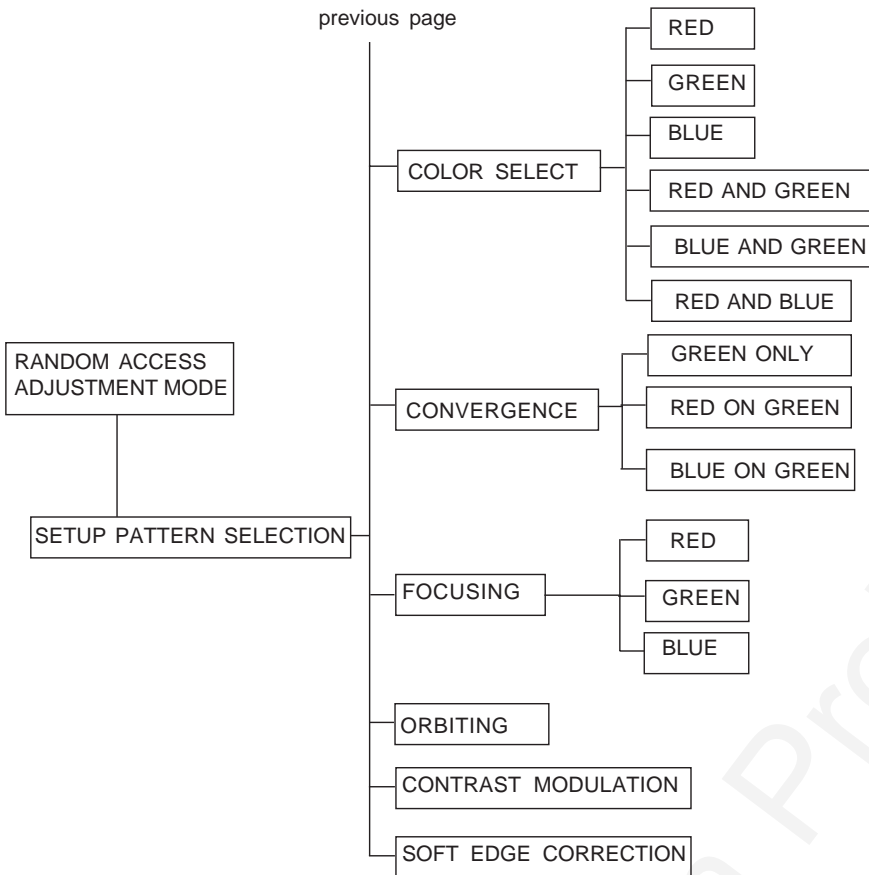 previous page
RED
GREEN
BLUE
COLOR SELECT
RED AND GREEN
BLUE AND GREEN
RED AND BLUE
RANDOM ACCESS
ADJUSTMENT MODE
GREEN ONLY
CONVERGENCE
RED ON GREEN
BLUE ON GREEN
SETUP PATTERN SELECTION
RED
FOCUSING
GREEN
BLUE
ORBITING
CONTRAST MODULATION
SOFT EDGE CORRECTION